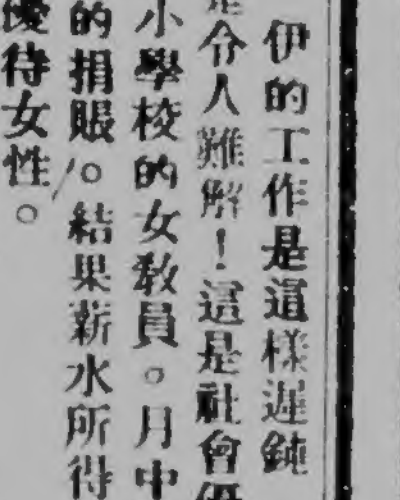 伊的工作是這樣遲鈍
令人難解！這是社會
小學校的女教員。月中
的捐賬。結果薪水所得
優待女性。